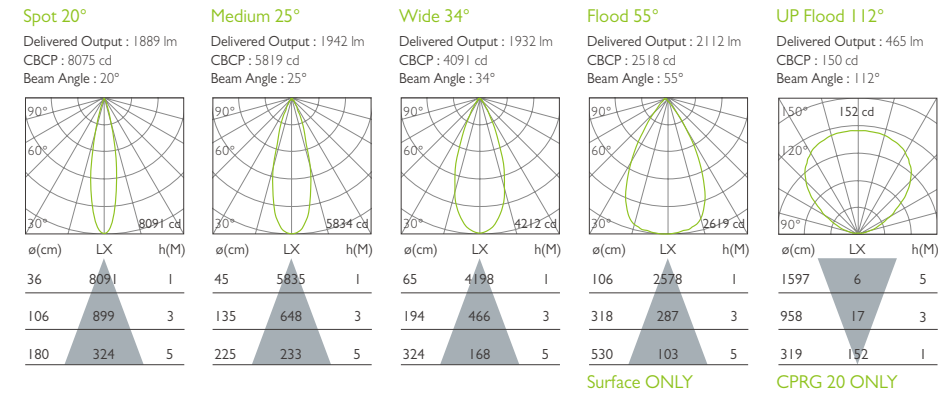 Spot 20°
Delivered Output : 1889 lm
CBCP : 8075 cd
Beam Angle : 20°
90°
60°
30°
8091 cd
ø(cm) LX h(M)
36 8091 1
106 899 3
180 324 5
Medium 25°
Delivered Output : 1942 lm
CBCP : 5819 cd
Beam Angle : 25°
90°
60°
30°
5834 cd
ø(cm) LX h(M)
45 5835 1
135 648 3
225 233 5
Wide 34°
Delivered Output : 1932 lm
CBCP : 4091 cd
Beam Angle : 34°
90°
60°
30°
4212 cd
ø(cm) LX h(M)
65 4198 1
194 466 3
324 168 5
Flood 55°
Delivered Output : 2112 lm
CBCP : 2518 cd
Beam Angle : 55°
90°
60°
30°
2619 cd
ø(cm) LX h(M)
106 2578 1
318 287 3
530 103 5
Surface ONLY
UP Flood 112°
Delivered Output : 465 lm
CBCP : 150 cd
Beam Angle : 112°
150°
152 cd
120°
90°
ø(cm) LX h(M)
1597 6 5
958 17 3
319 152 1
CPRG 20 ONLY